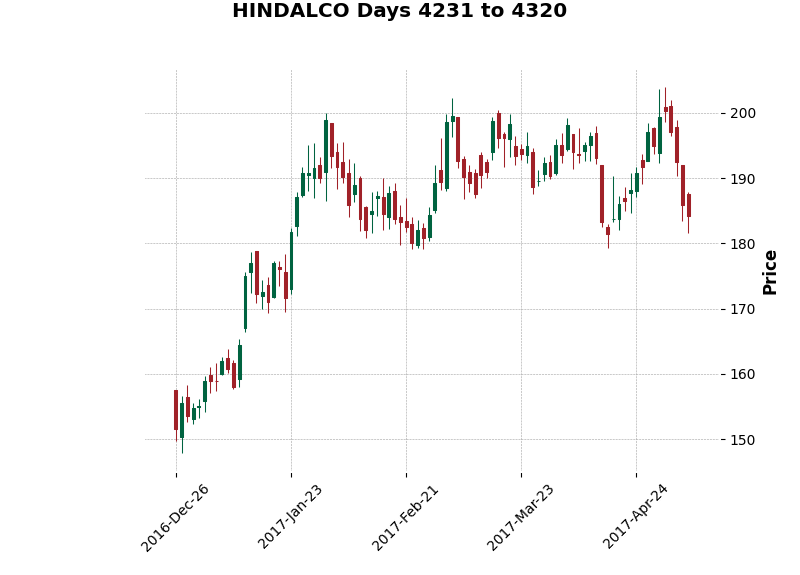 HINDALCO Days 4231 to 4320
200
190
180
170
160
150
Price
2016-Dec-26
2017-Jan-23
2017-Feb-21
2017-Mar-23
2017-Apr-24